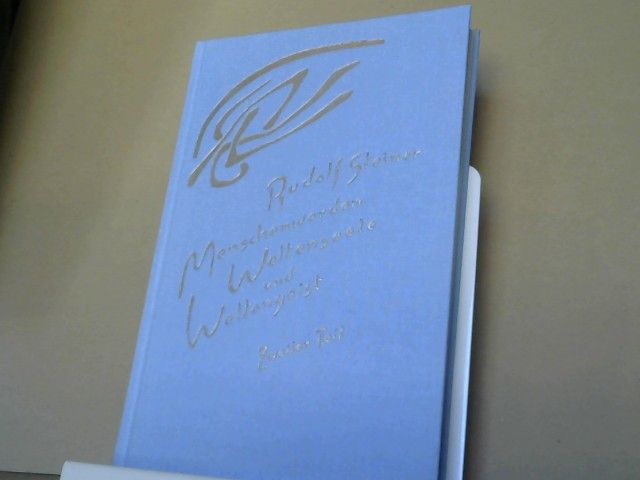 Rudolf Steiner
Menschenwerden,
Weltenseele
und
Weltengeist
Zweiter Teil